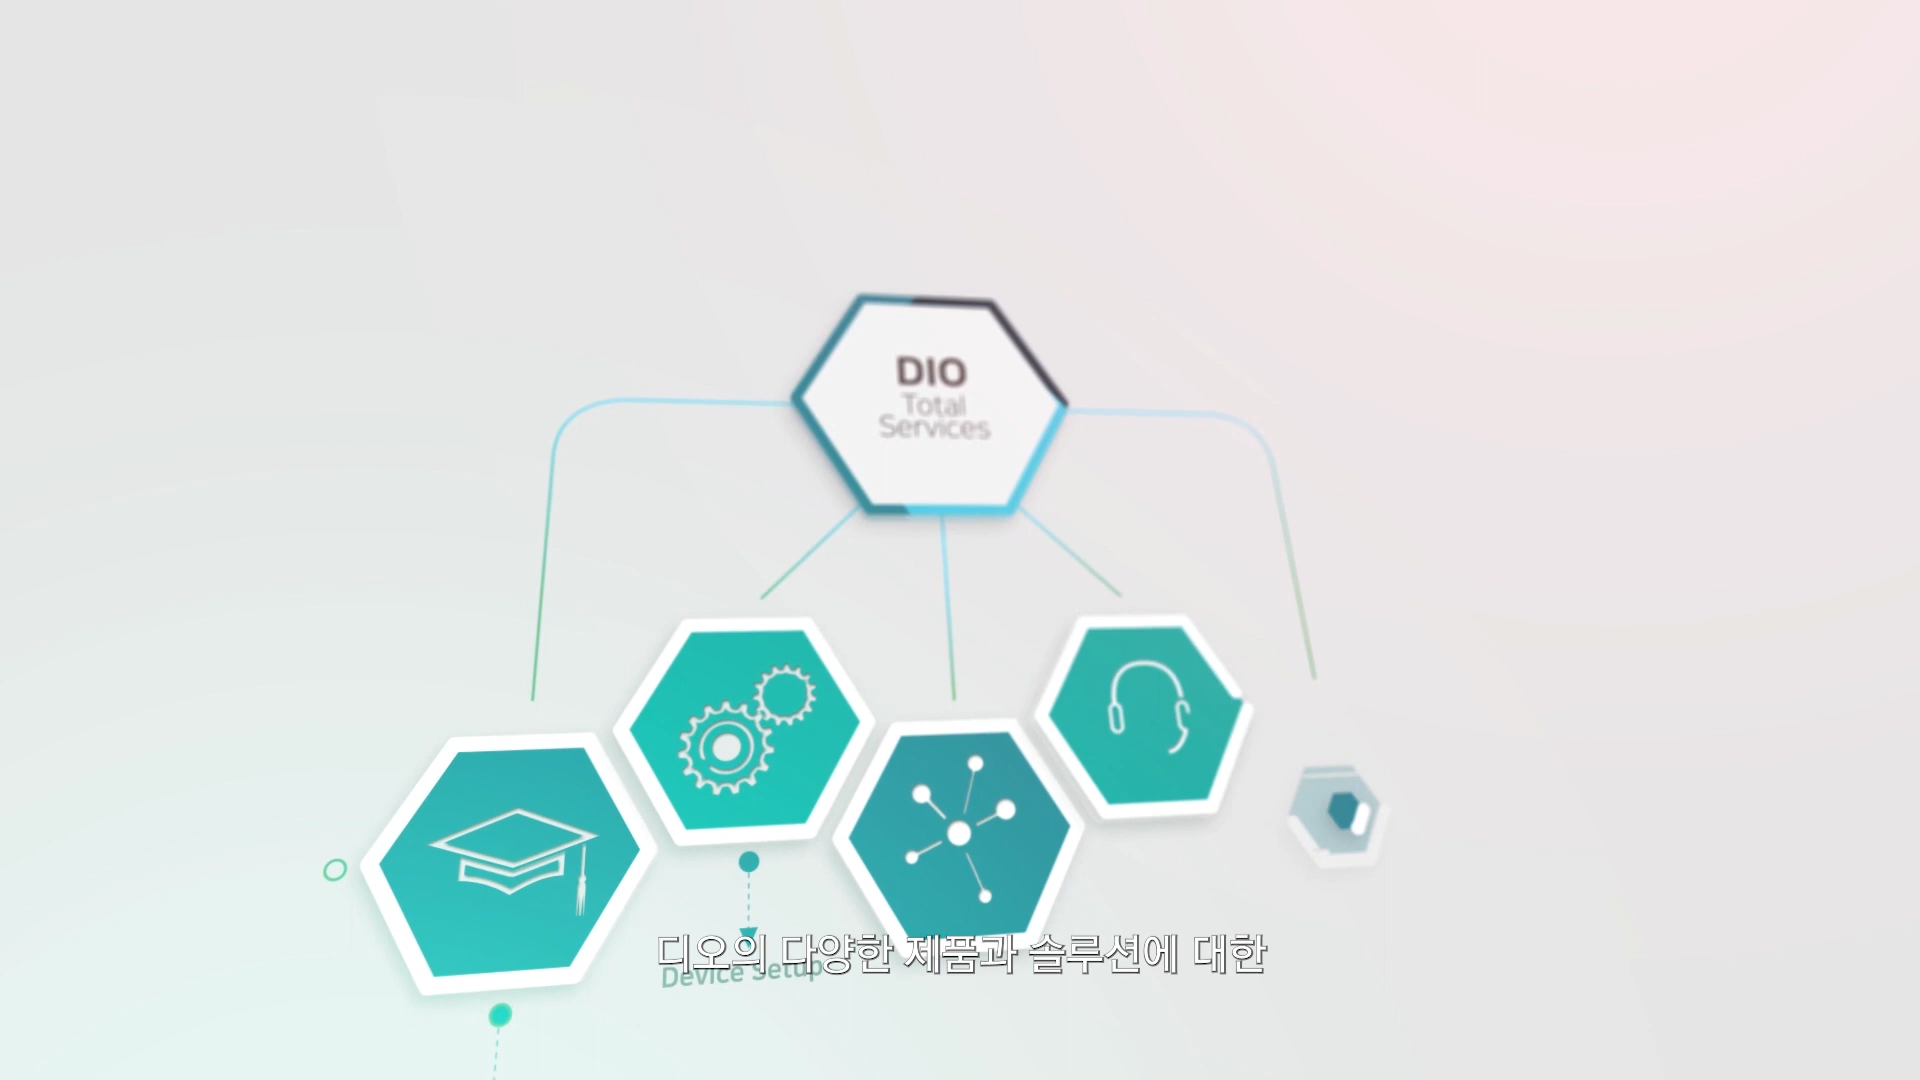 DIO
Total
Services
Device Setup
디오의 다양한 제품과 솔루션에 대한